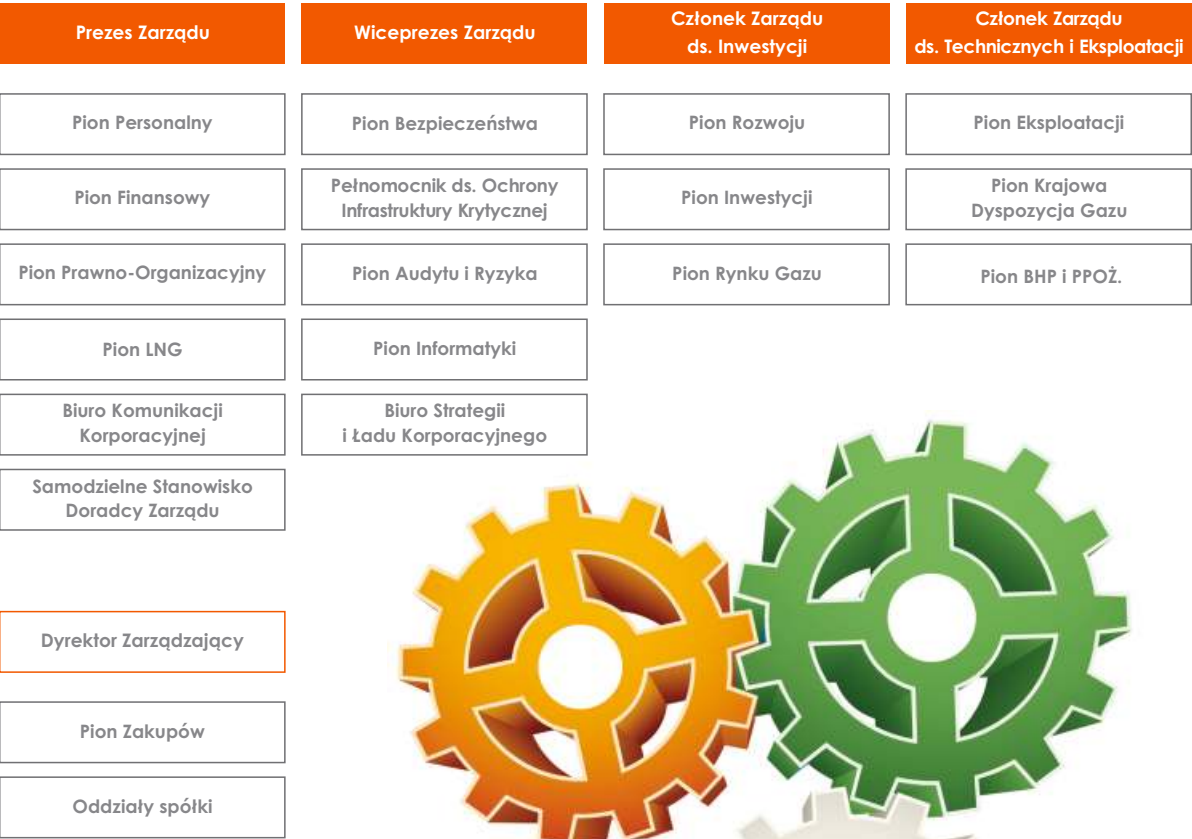 Prezes Zarządu
Pion Personalny
Pion Finansowy
Pion Prawno-Organizacyjny
Pion LNG
Biuro Komunikacji
Korporacyjnej
Samodzielne Stanowisko
Doradcy Zarządu
Dyrektor Zarządzający
Pion Zakupów
Oddziały spółki
Wiceprezes Zarządu
Pion Bezpieczeństwa
Pełnomocnik ds. Ochrony
Infrastruktury Krytycznej
Pion Audytu i Ryzyka
Pion Informatyki
Biuro Strategii
i Ładu Korporacyjnego
Członek Zarządu
ds. Inwestycji
Pion Rozwoju
Pion Inwestycji
Pion Rynku Gazu
Członek Zarządu
ds. Technicznych i Eksploatacji
Pion Eksploatacji
Pion Krajowa
Dyspozycja Gazu
Pion BHP i PPOŻ.